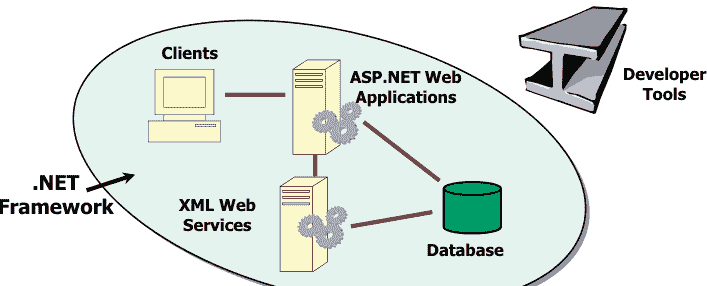 Clients
ASP.NET Web
Applications
Developer
Tools
.NET
Framework
XML Web
Services
Database